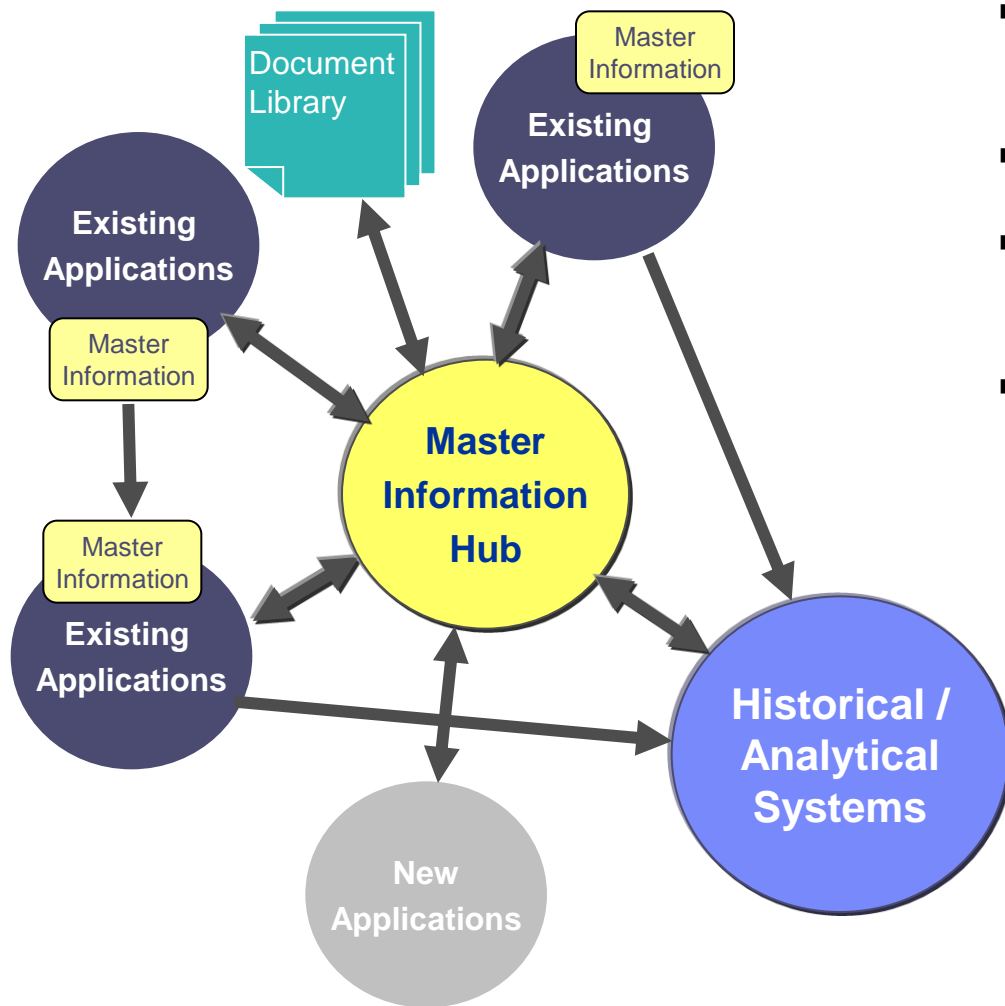 Document
Library
Master
Information
Existing
Applications
Existing
Applications
Master
Information
Master
Information
Hub
Master
Information
Existing
Applications
Historical /
Analytical
Systems
New
Applications